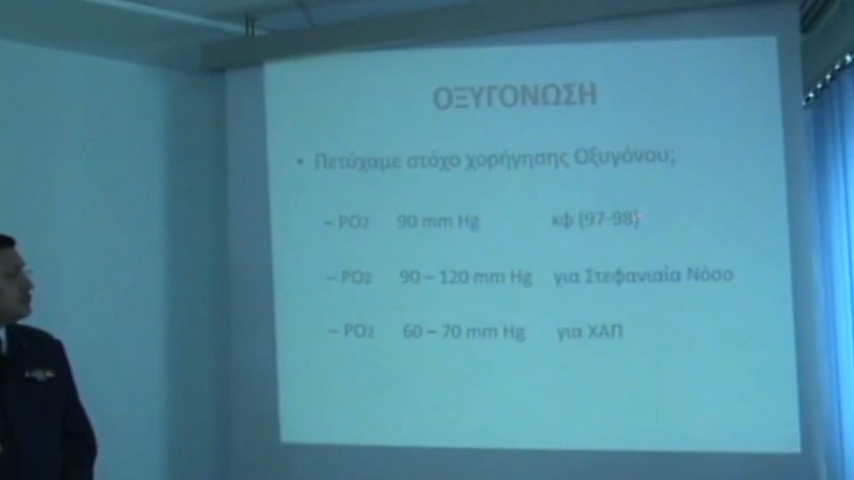 ΟΞΥΓΟΝΩΣΗ
• Πετύχαμε στόχο χορήγησης Οξυγόνου;
– PO2 90 mm Hg κφ (97-98)
– PO2 90 – 120 mm Hg για Στεφανιαία Νόσο
– PO2 60 – 70 mm Hg για ΧΑΠ